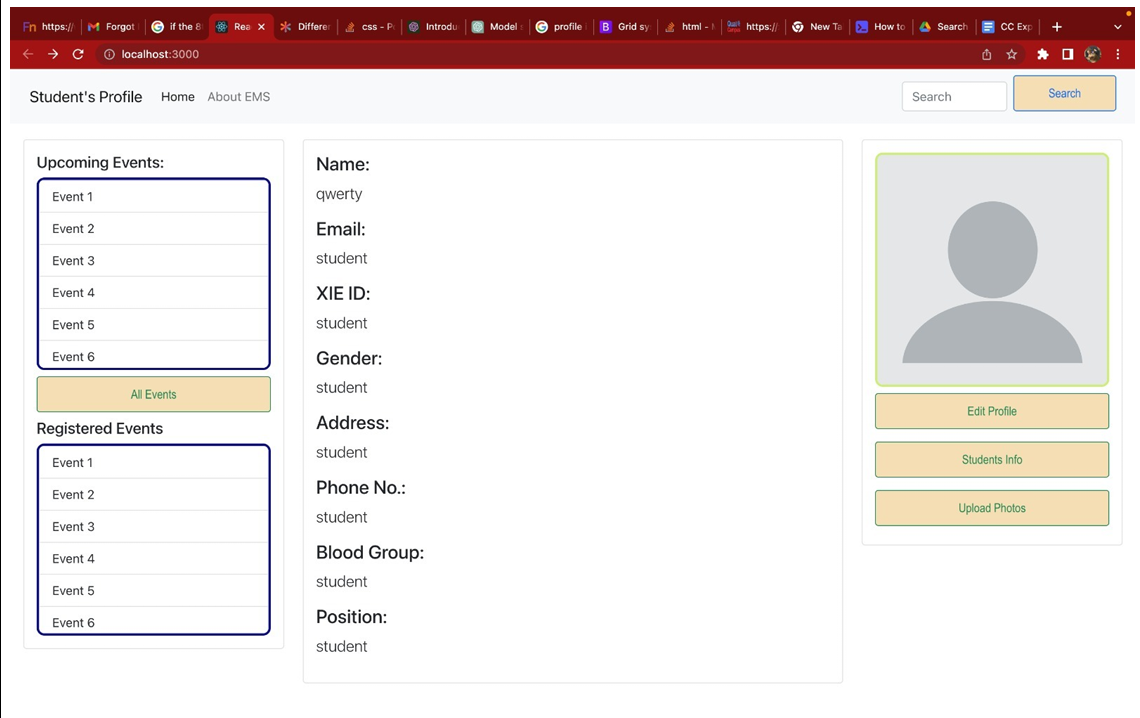 https:/
Forgot
if the 8
Rea
Differer
css - P
Introdu
Model
profile
Grid sy
html -
https:/
New Ta
How to
Search
CC Exp
localhost:3000
Student's Profile Home About EMS
Search Search
Upcoming Events:
Event 1
Event 2
Event 3
Event 4
Event 5
Event 6
All Events
Registered Events
Event 1
Event 2
Event 3
Event 4
Event 5
Event 6
Name:
qwerty
Email:
student
XIE ID:
student
Gender:
student
Address:
student
Phone No.:
student
Blood Group:
student
Position:
student
Edit Profile
Students Info
Upload Photos